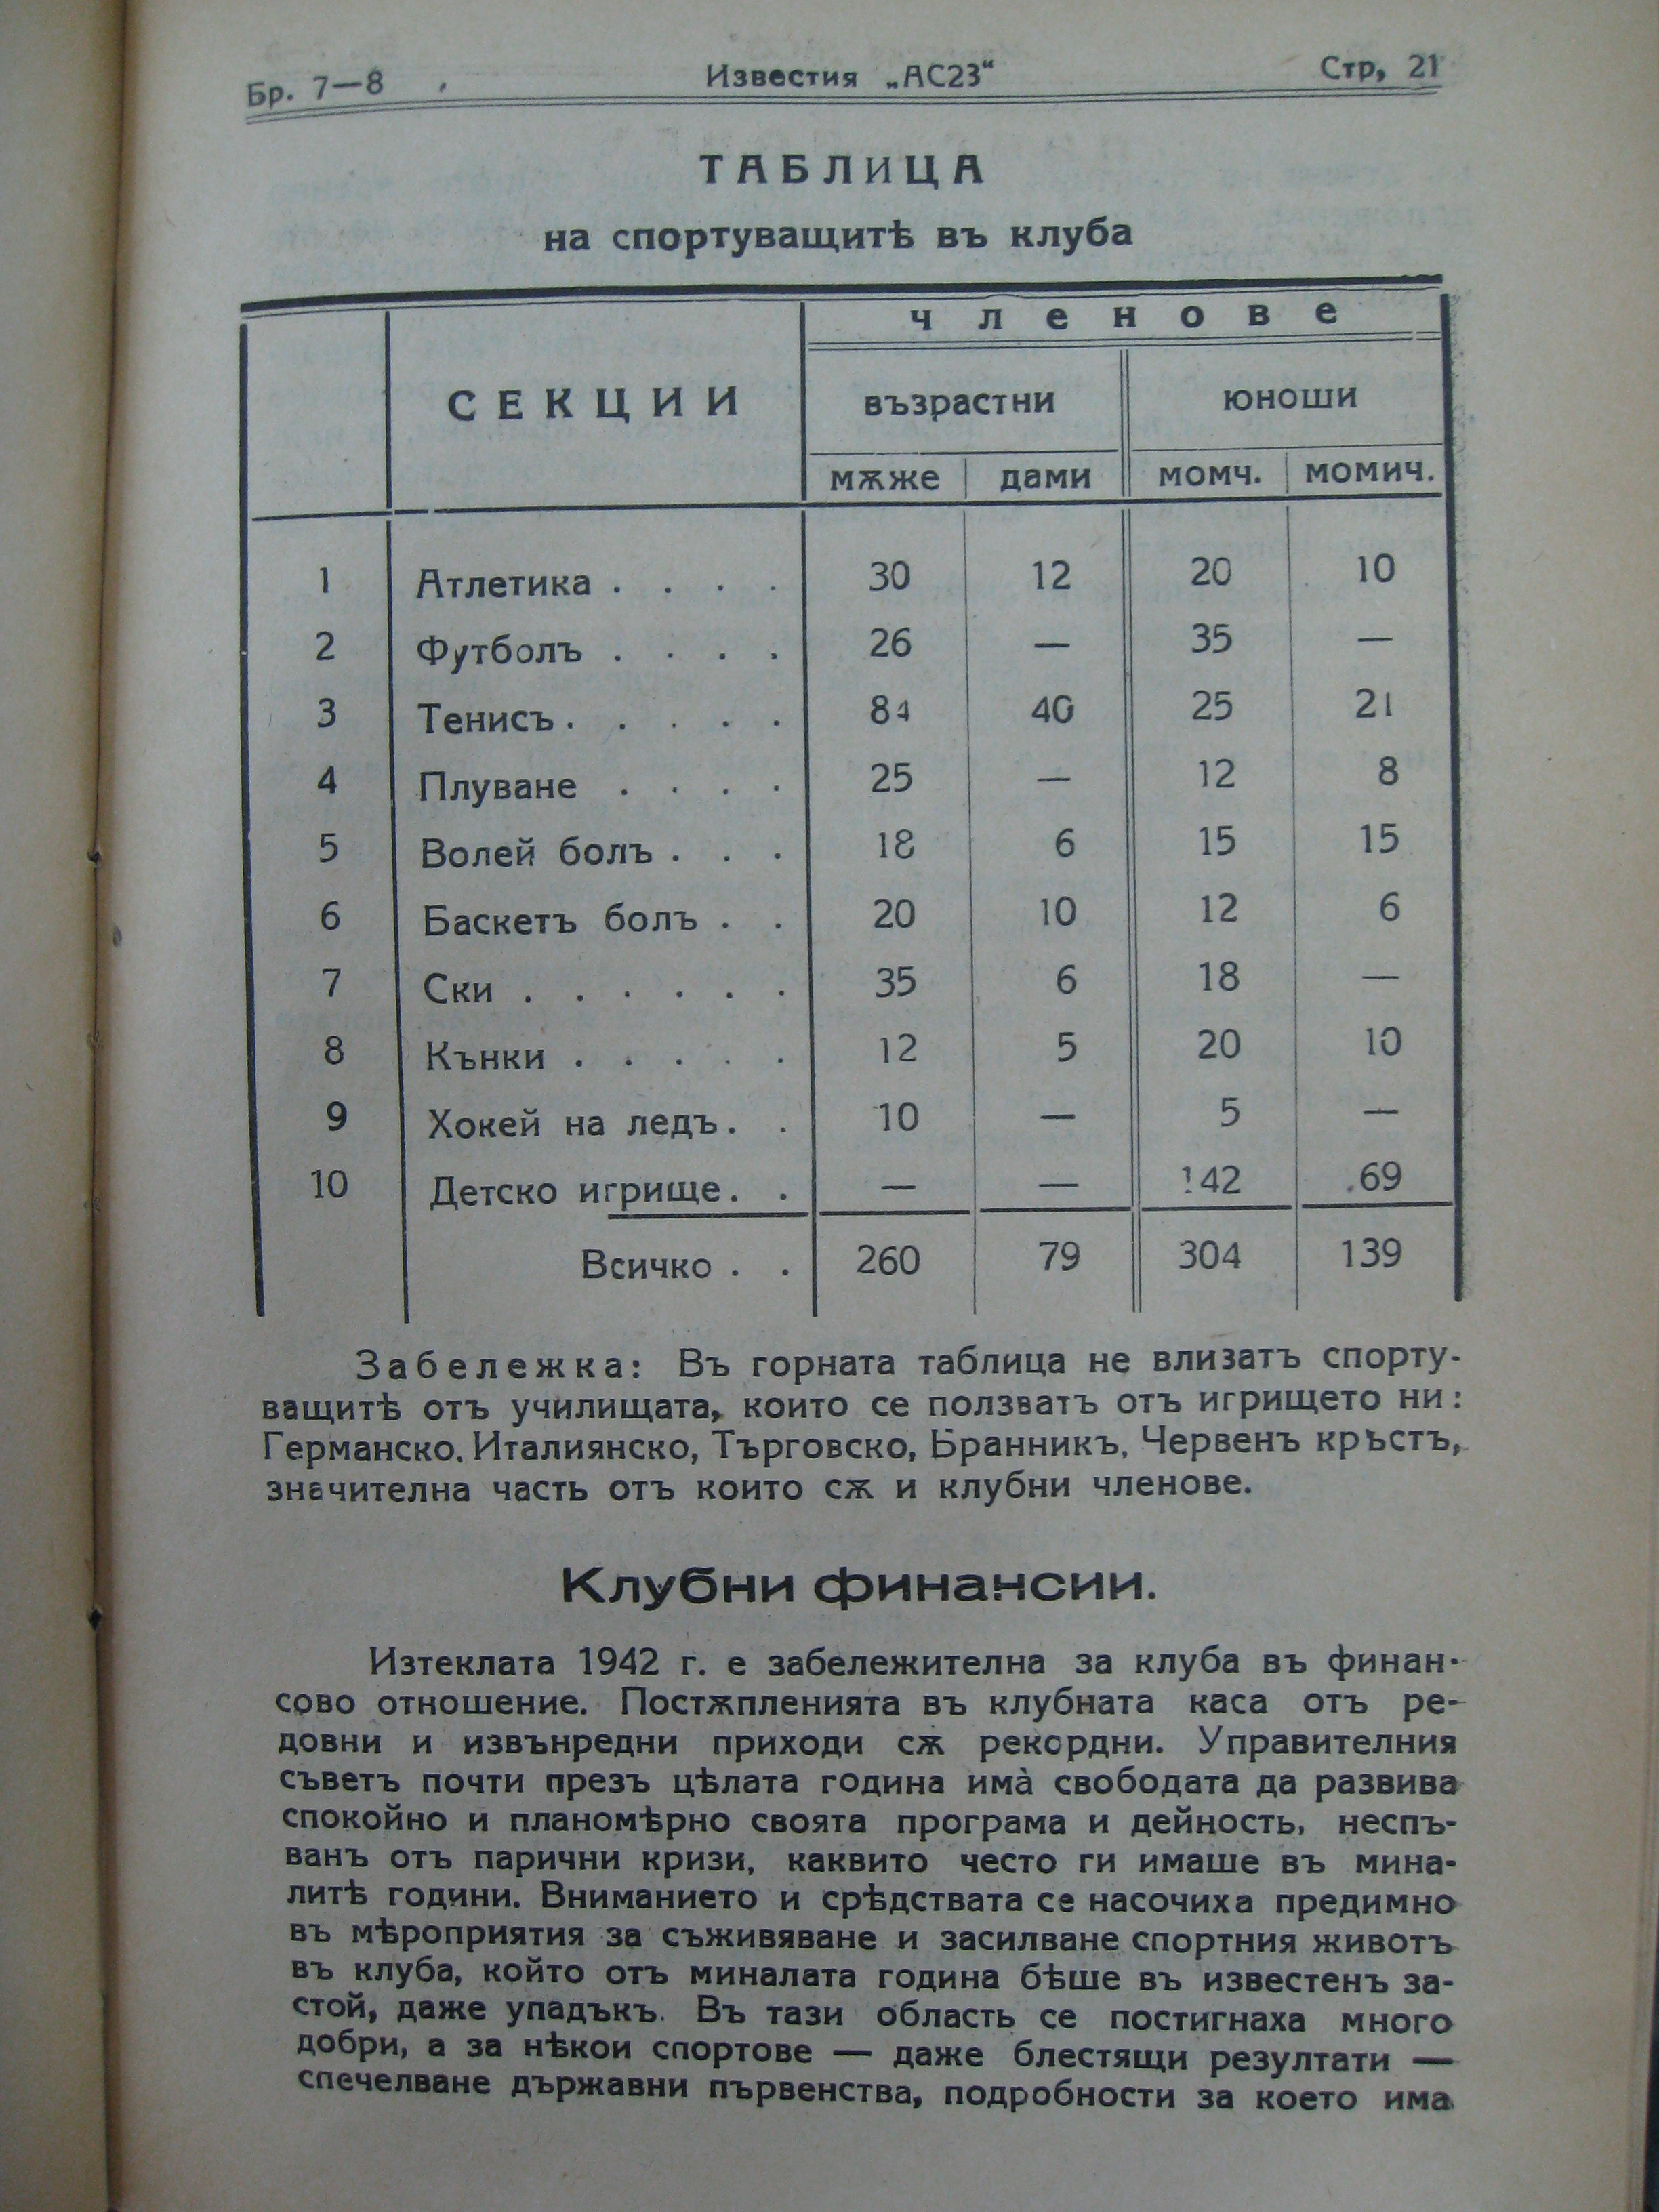 Бр. 7—8 Известия „АС23“ Стр, 21
ТАБЛИЦА
на спортуващитѣ въ клуба
СЕКЦИИ членове
възрастни юноши
мѫже дами момч. момич.
1 Атлетика . . . . 30 12 20 10
2 Футболъ . . . . 26 — 35 —
3 Тенисъ . . . . . 84 40 25 21
4 Плуване . . . . 25 — 12 8
5 Волей болъ . . . 18 6 15 15
6 Баскетъ болъ . . 20 10 12 6
7 Ски . . . . . . 35 6 18 —
8 Кънки . . . . . 12 5 20 10
9 Хокей на ледъ . . 10 — 5 —
10 Детско игрище . . — — 142 69
Всичко . . 260 79 304 139
Забележка: Въ горната таблица не влизатъ спорту-
ващитѣ отъ училищата, които се ползватъ отъ игрището ни:
Германско. Италиянско, Търговско, Бранникъ, Червенъ кръстъ,
значителна часть отъ които сѫ и клубни членове.
Клубни финансии.
Изтеклата 1942 г. е забележителна за клуба въ финан-
сово отношение. Постѫпленията въ клубната каса отъ ре-
довни и извънредни приходи сѫ рекордни. Управителния
съветъ почти презъ цѣлата година имà свободата да развива
спокойно и планомѣрно своята програма и дейность, неспъ-
ванъ отъ парични кризи, каквито често ги имаше въ мина-
литѣ години. Вниманието и срѣдствата се насочиха предимно
въ мѣроприятия за съживяване и засилване спортния животъ
въ клуба, който отъ миналата година бѣше въ известенъ за-
стой, даже упадъкъ. Въ тази область се постигнаха много
добри, а за нѣкои спортове — даже блестящи резултати —
спечелване държавни първенства, подробности за което има